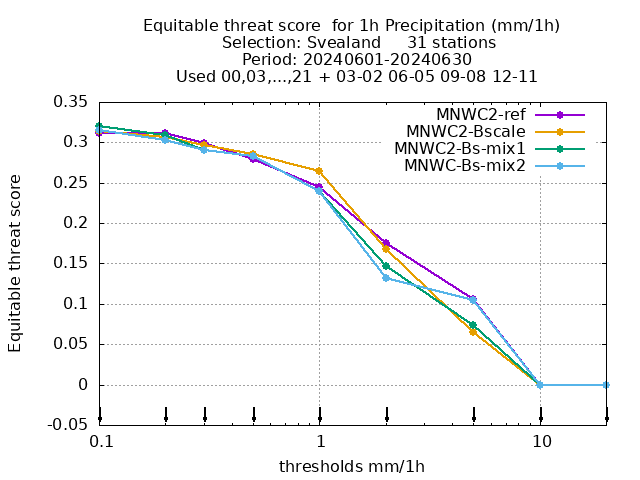 Equitable threat score  for 1h Precipitation (mm/1h)
Selection: Svealand     31 stations
Period: 20240601-20240630
Used 00,03,...,21 + 03-02 06-05 09-08 12-11
MNWC2-ref
MNWC2-Bscale
MNWC2-Bs-mix1
MNWC-Bs-mix2
Equitable threat score
0.35
0.3
0.25
0.2
0.15
0.1
0.05
0
-0.05
0.1
1
10
thresholds mm/1h